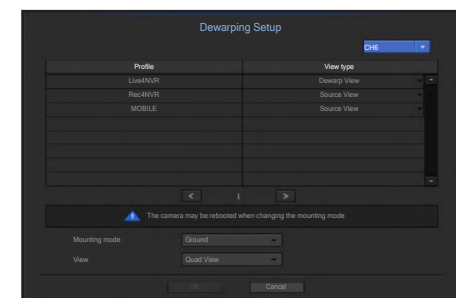 Dewarping Setup
CH6
Profile View type
Live4NVR Dewarp View
Rec4NVR Source View
MOBILE Source View
1
The camera may be rebooted when changing the mounting mode.
Mounting mode Ground
View Quad View
OK Cancel